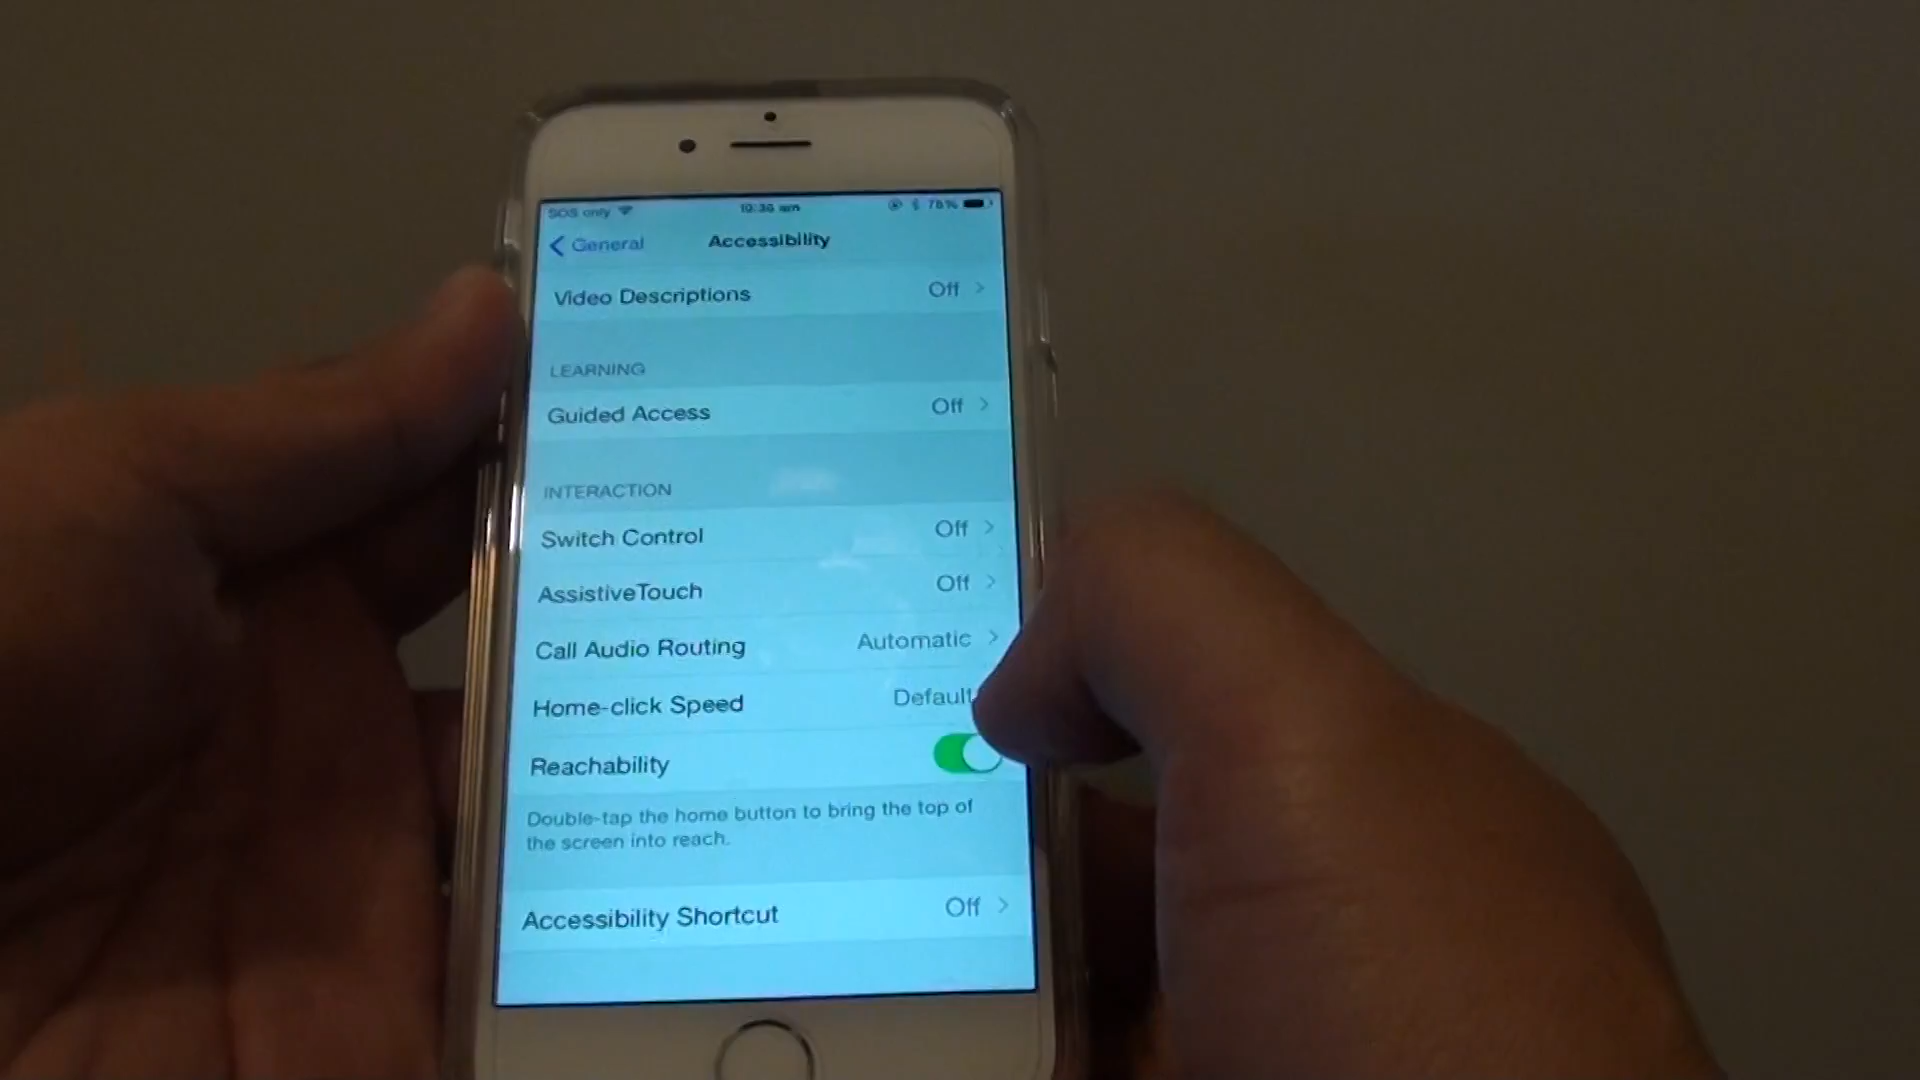 SOS only 10:36 am 78%
General Accessibility
Video Descriptions Off
LEARNING
Guided Access Off
INTERACTION
Switch Control Off
AssistiveTouch Off
Call Audio Routing Automatic
Home-click Speed Default
Reachability
Double-tap the home button to bring the top of
the screen into reach.
Accessibility Shortcut Off